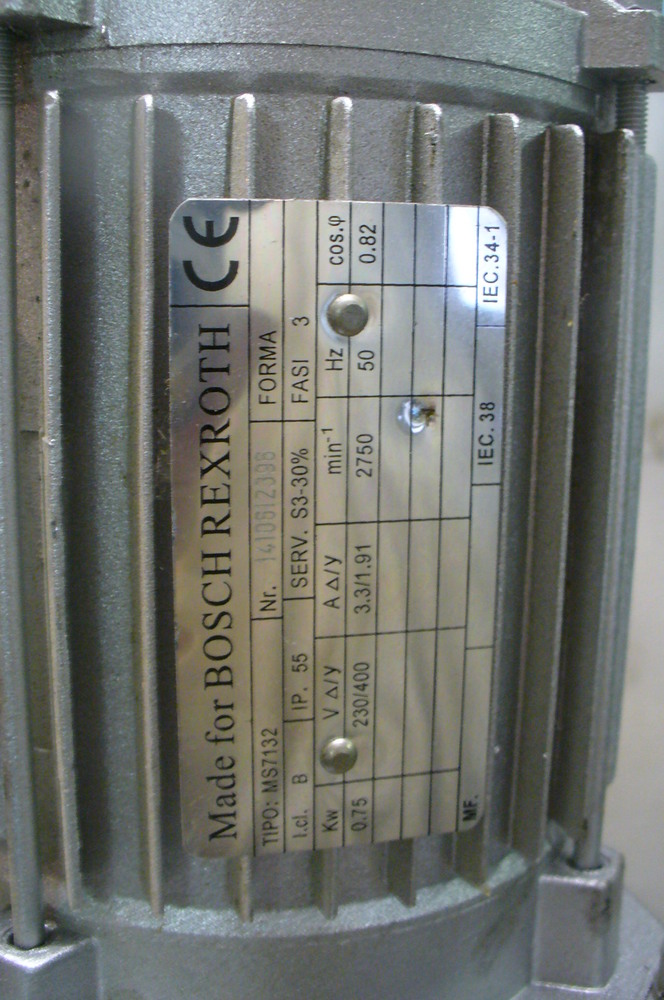 Made for BOSCH REXROTH CE
TIPO: MS7132 Nr. 1410612398 FORMA
I.cl. B IP. 55 SERV. S3-30% FASI 3
Kw V Δ/Y A Δ/Y min⁻¹ Hz cos.φ
0.75 230/400 3.3/1.91 2750 50 0.82
MF. IEC. 38 IEC.34-1